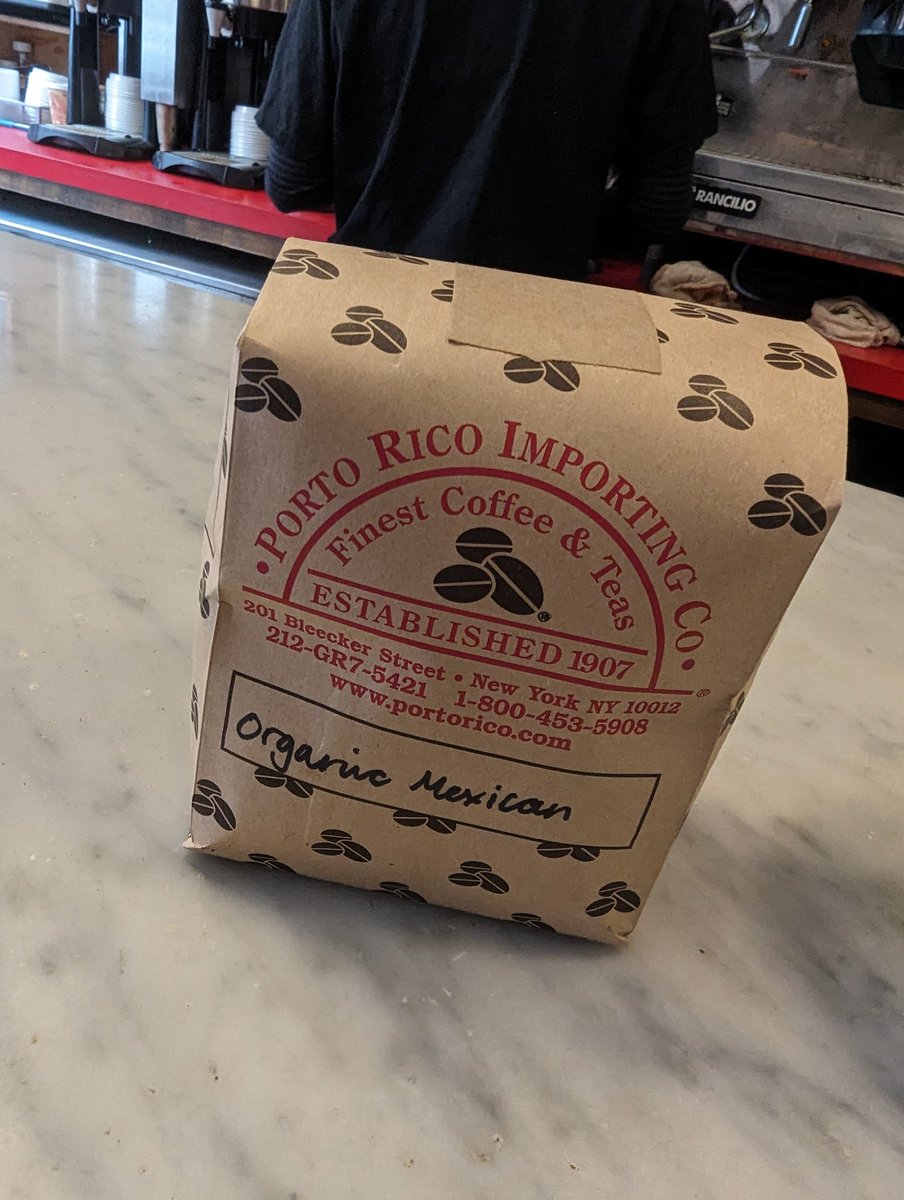 RANCILIO
• PORTO RICO IMPORTING CO •
Finest Coffee & Teas
®
ESTABLISHED 1907
®
201 Bleecker Street • New York NY 10012
212-GR7-5421 1-800-453-5908
www.portorico.com
Organic Mexican